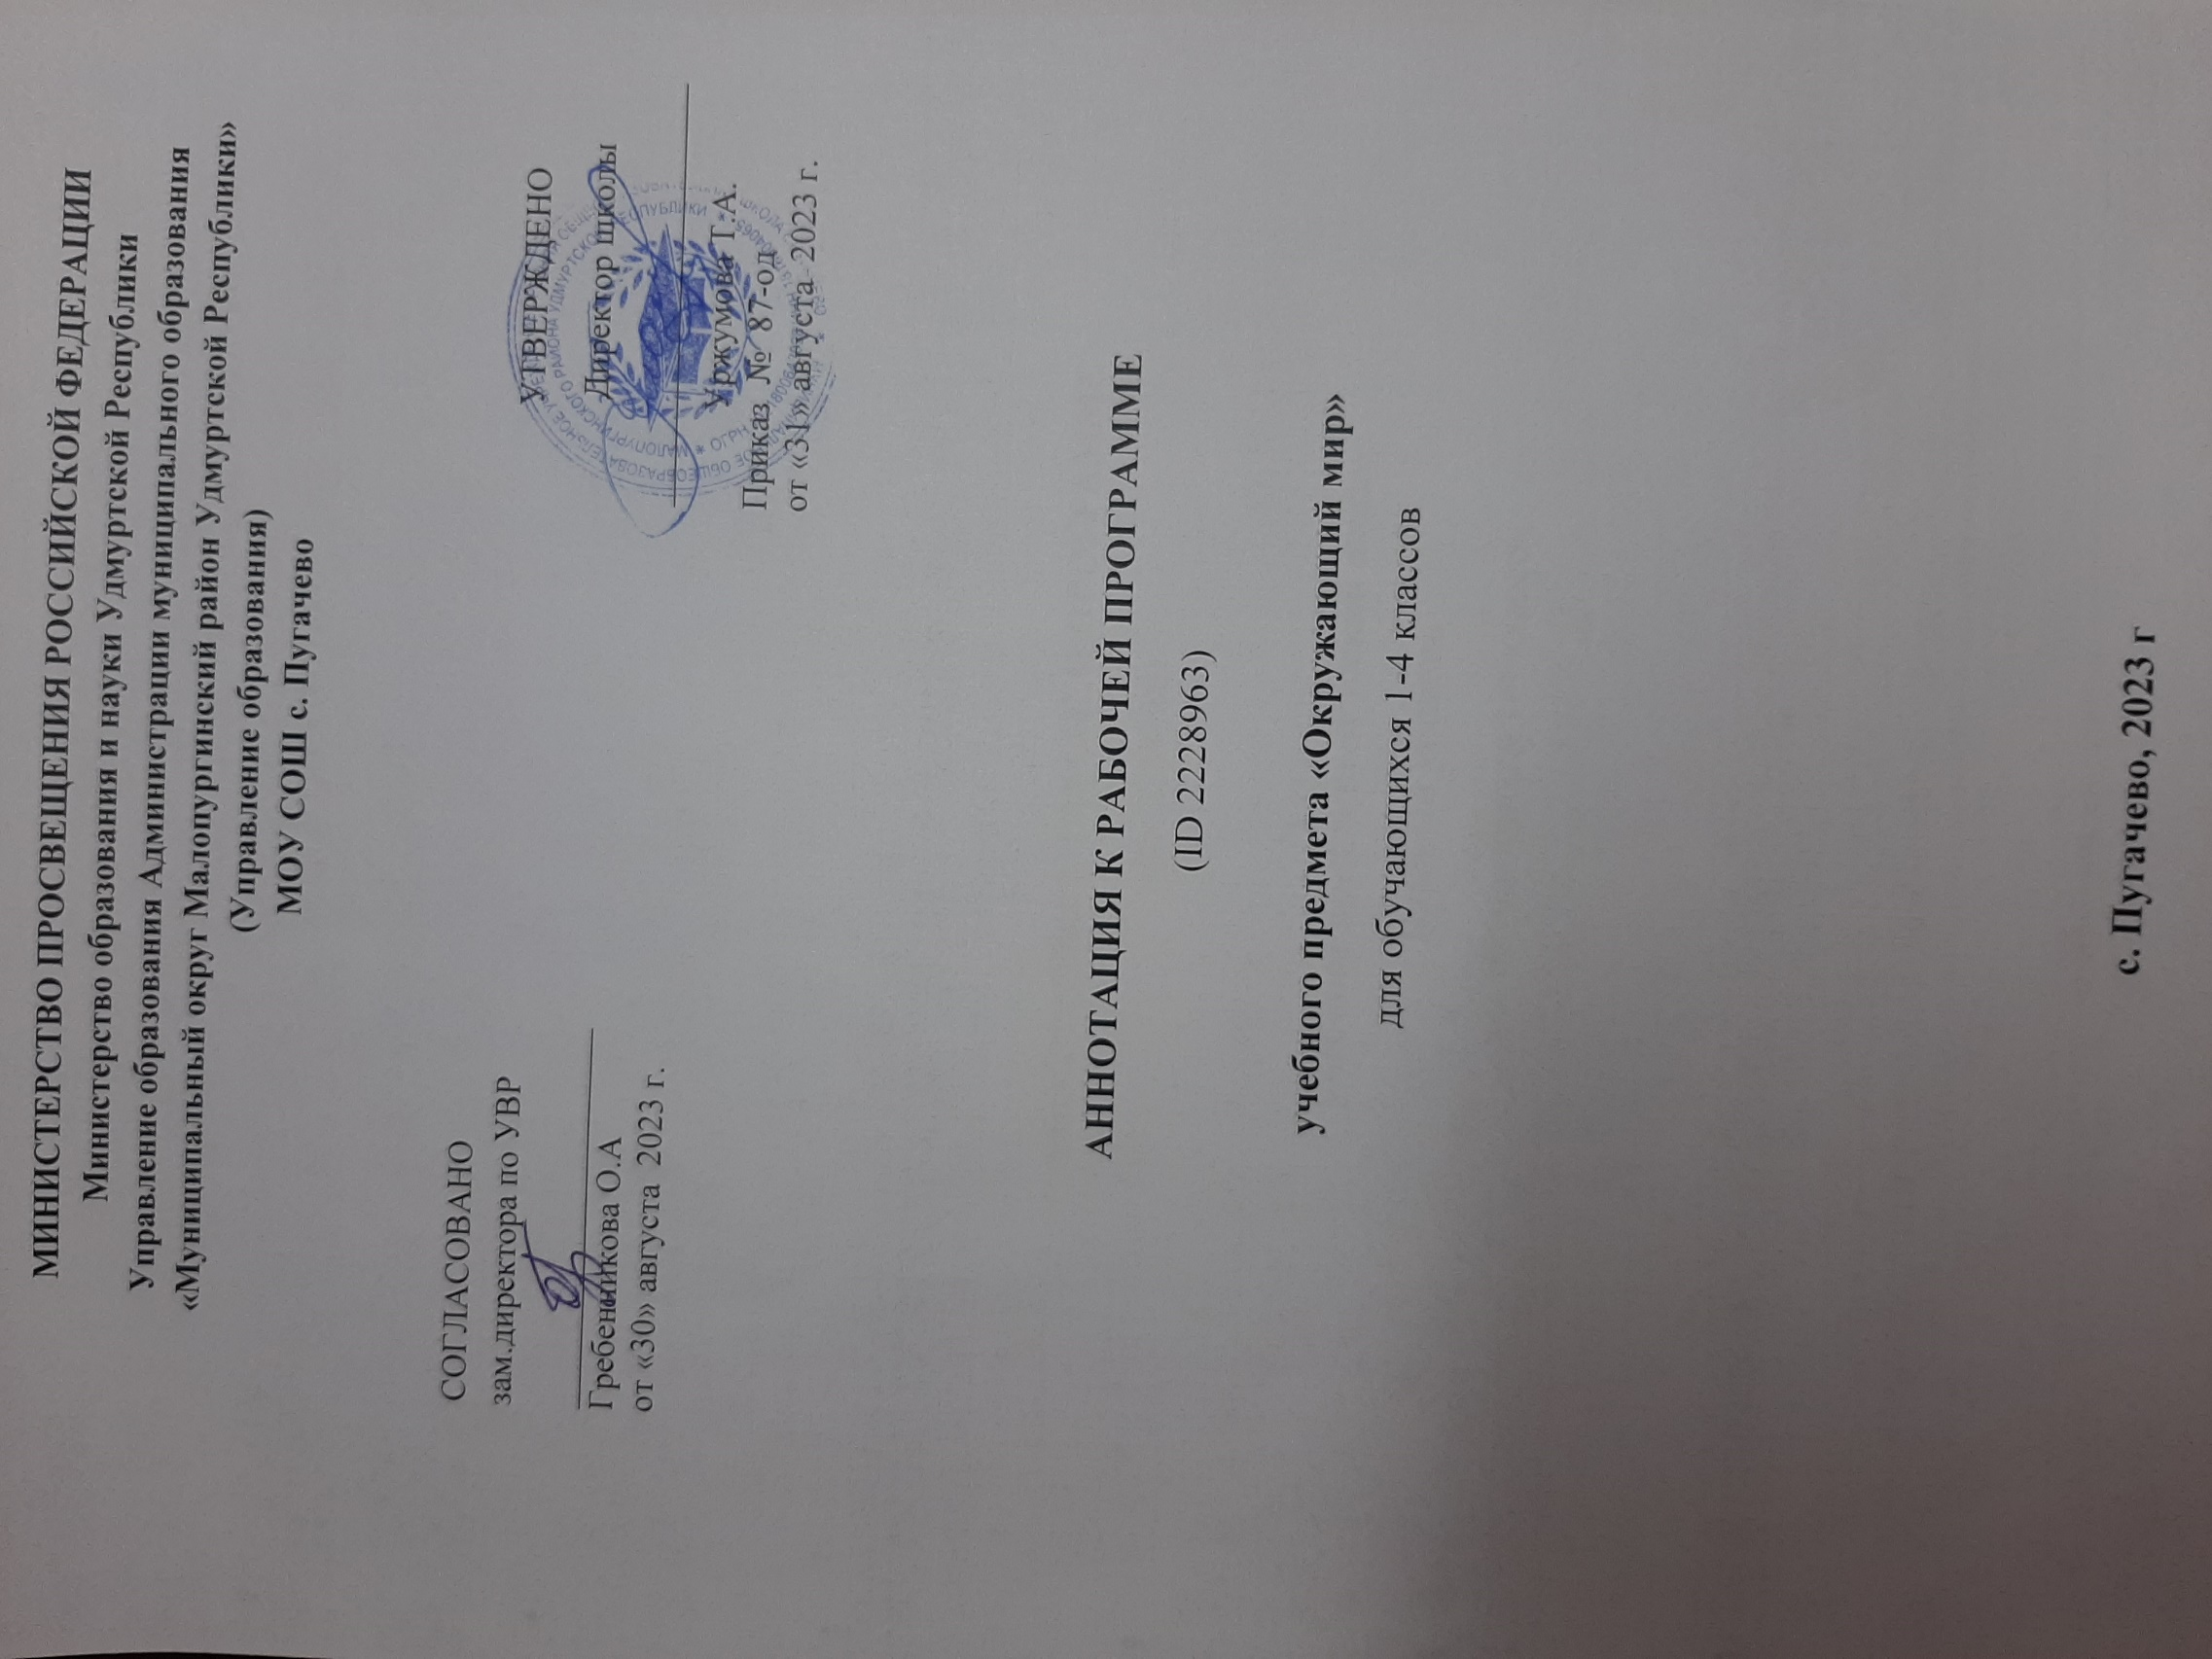 МИНИСТЕРСТВО ПРОСВЕЩЕНИЯ РОССИЙСКОЙ ФЕДЕРАЦИИ
Министерство образования и науки Удмуртской Республики
Управление образования Администрации муниципального образования
«Муниципальный округ Малопургинский район Удмуртской Республики»
(Управление образования)
МОУ СОШ с. Пугачево
СОГЛАСОВАНО
зам.директора по УВР
Гребенникова О.А
от «30» августа 2023 г.
УТВЕРЖДЕНО
Директор школы
Уржумова Т.А.
Приказ № 87-од
от «31» августа 2023 г.
АННОТАЦИЯ К РАБОЧЕЙ ПРОГРАММЕ
(ID 2228963)
учебного предмета «Окружающий мир»
для обучающихся 1-4 классов
с. Пугачево, 2023 г